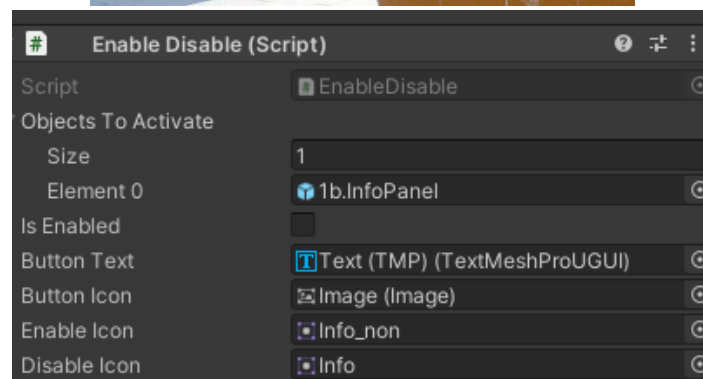 # Enable Disable (Script)
Script # EnableDisable
Objects To Activate
Size 1
Element 0 1b.InfoPanel
Is Enabled
Button Text T Text (TMP) (TextMeshProUGUI)
Button Icon Image (Image)
Enable Icon Info_non
Disable Icon Info